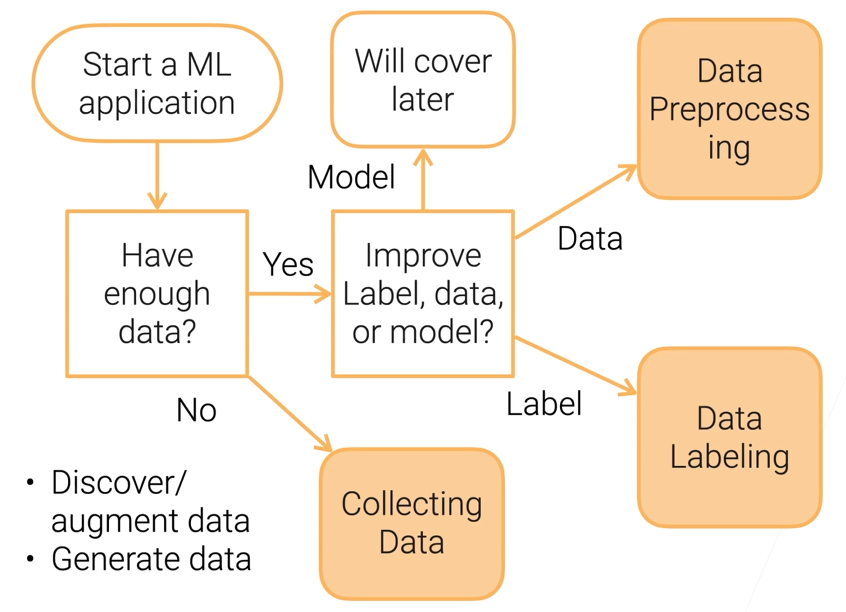 Start a ML
application
Will cover
later
Data
Preprocess
ing
Model
Data
Have
enough
data?
Yes
Improve
Label, data,
or model?
No
Label
Data
Labeling
• Discover/
augment data
• Generate data
Collecting
Data